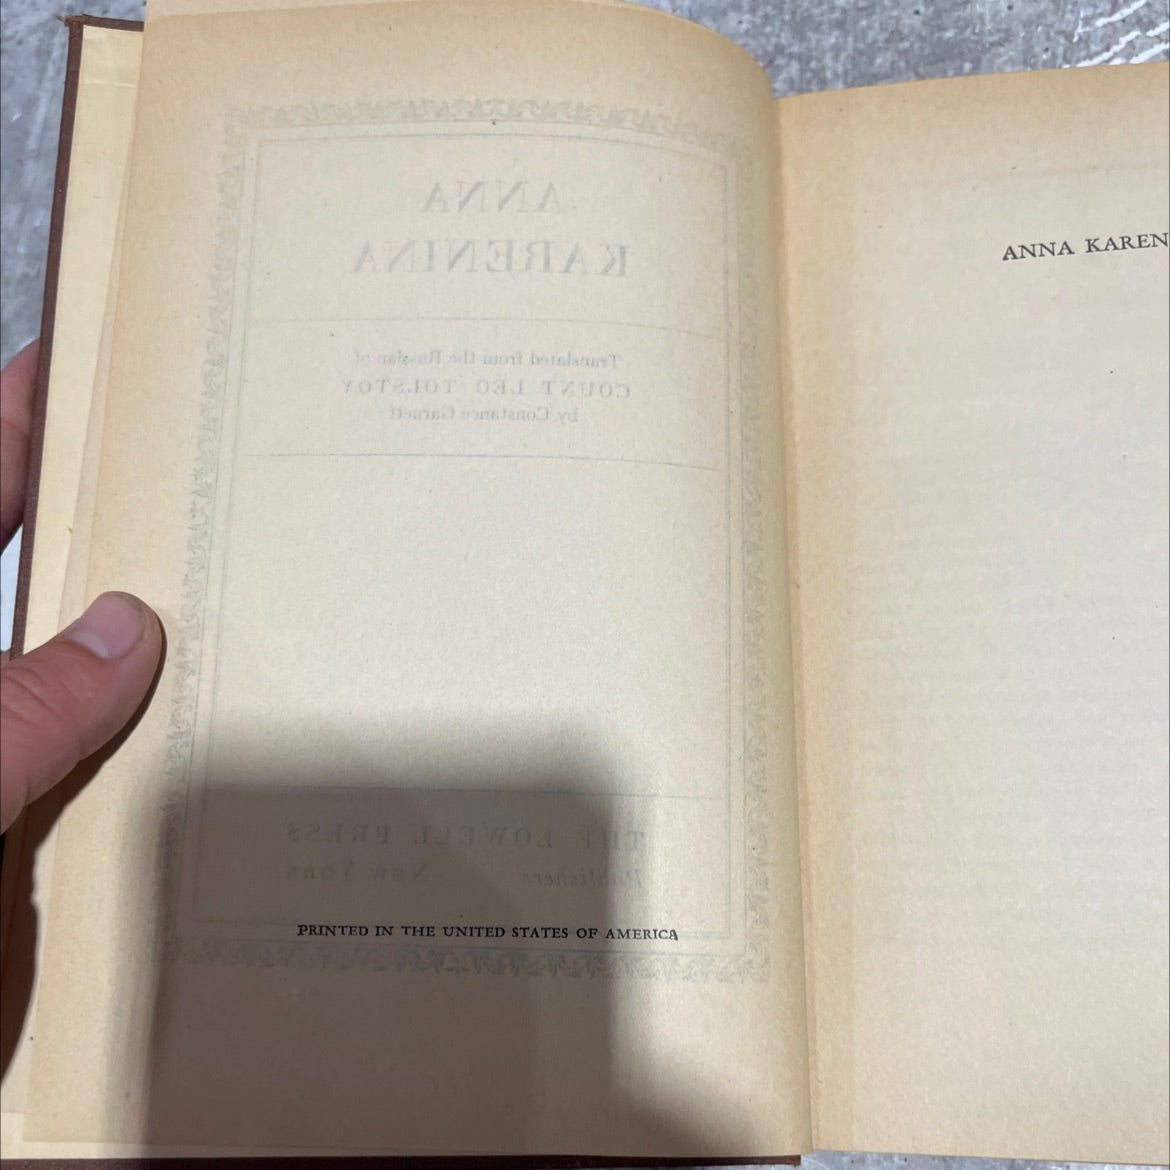 ANNA
KARENINA
Translated from the Russian of
COUNT LEO TOLSTOY
by Constance Garnett
THE LOWELL PRESS
Publishers New York
PRINTED IN THE UNITED STATES OF AMERICA
ANNA KAREN